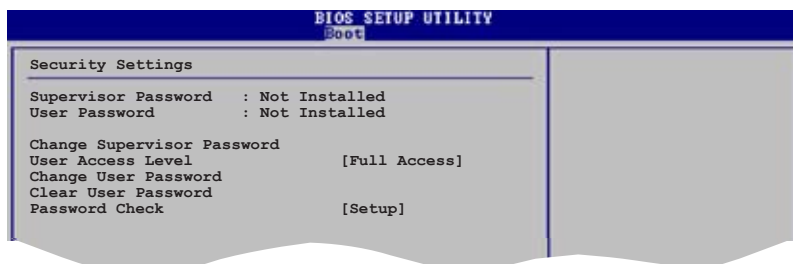 BIOS SETUP UTILITY
Boot
Security Settings
Supervisor Password : Not Installed
User Password : Not Installed
Change Supervisor Password
User Access Level [Full Access]
Change User Password
Clear User Password
Password Check [Setup]